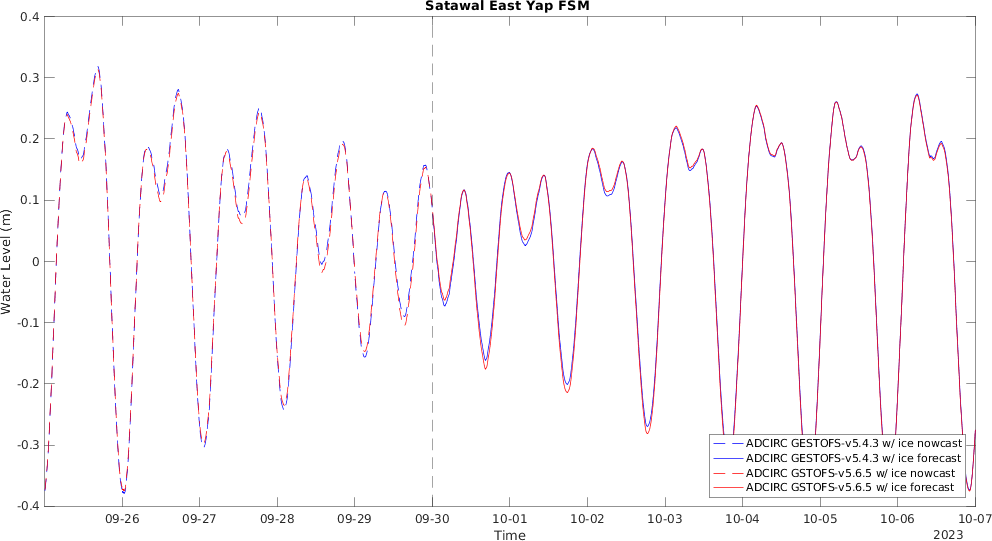 Satawal East Yap FSM
0.4
0.3
0.2
0.1
0
-0.1
-0.2
-0.3
-0.4
Water Level (m)
ADCIRC GESTOFS-v5.4.3 w/ ice nowcast
ADCIRC GESTOFS-v5.4.3 w/ ice forecast
ADCIRC GSTOFS-v5.6.5 w/ ice nowcast
ADCIRC GSTOFS-v5.6.5 w/ ice forecast
09-26 09-27 09-28 09-29 09-30 10-01 10-02 10-03 10-04 10-05 10-06 10-07
Time
2023